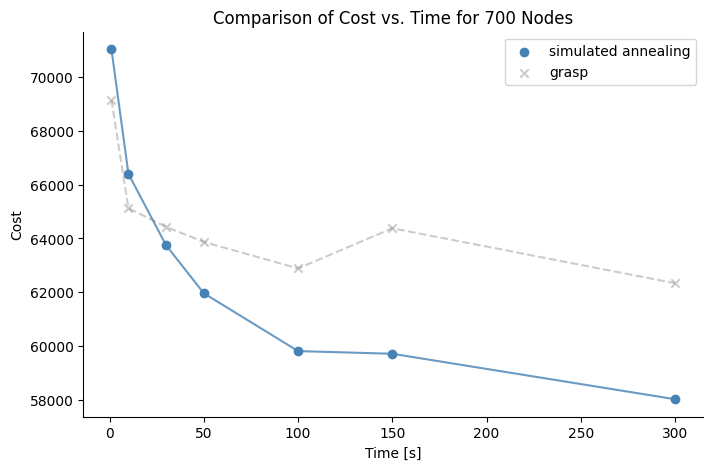 Comparison of Cost vs. Time for 700 Nodes
simulated annealing
grasp
Cost
70000
68000
66000
64000
62000
60000
58000
0 50 100 150 200 250 300
Time [s]